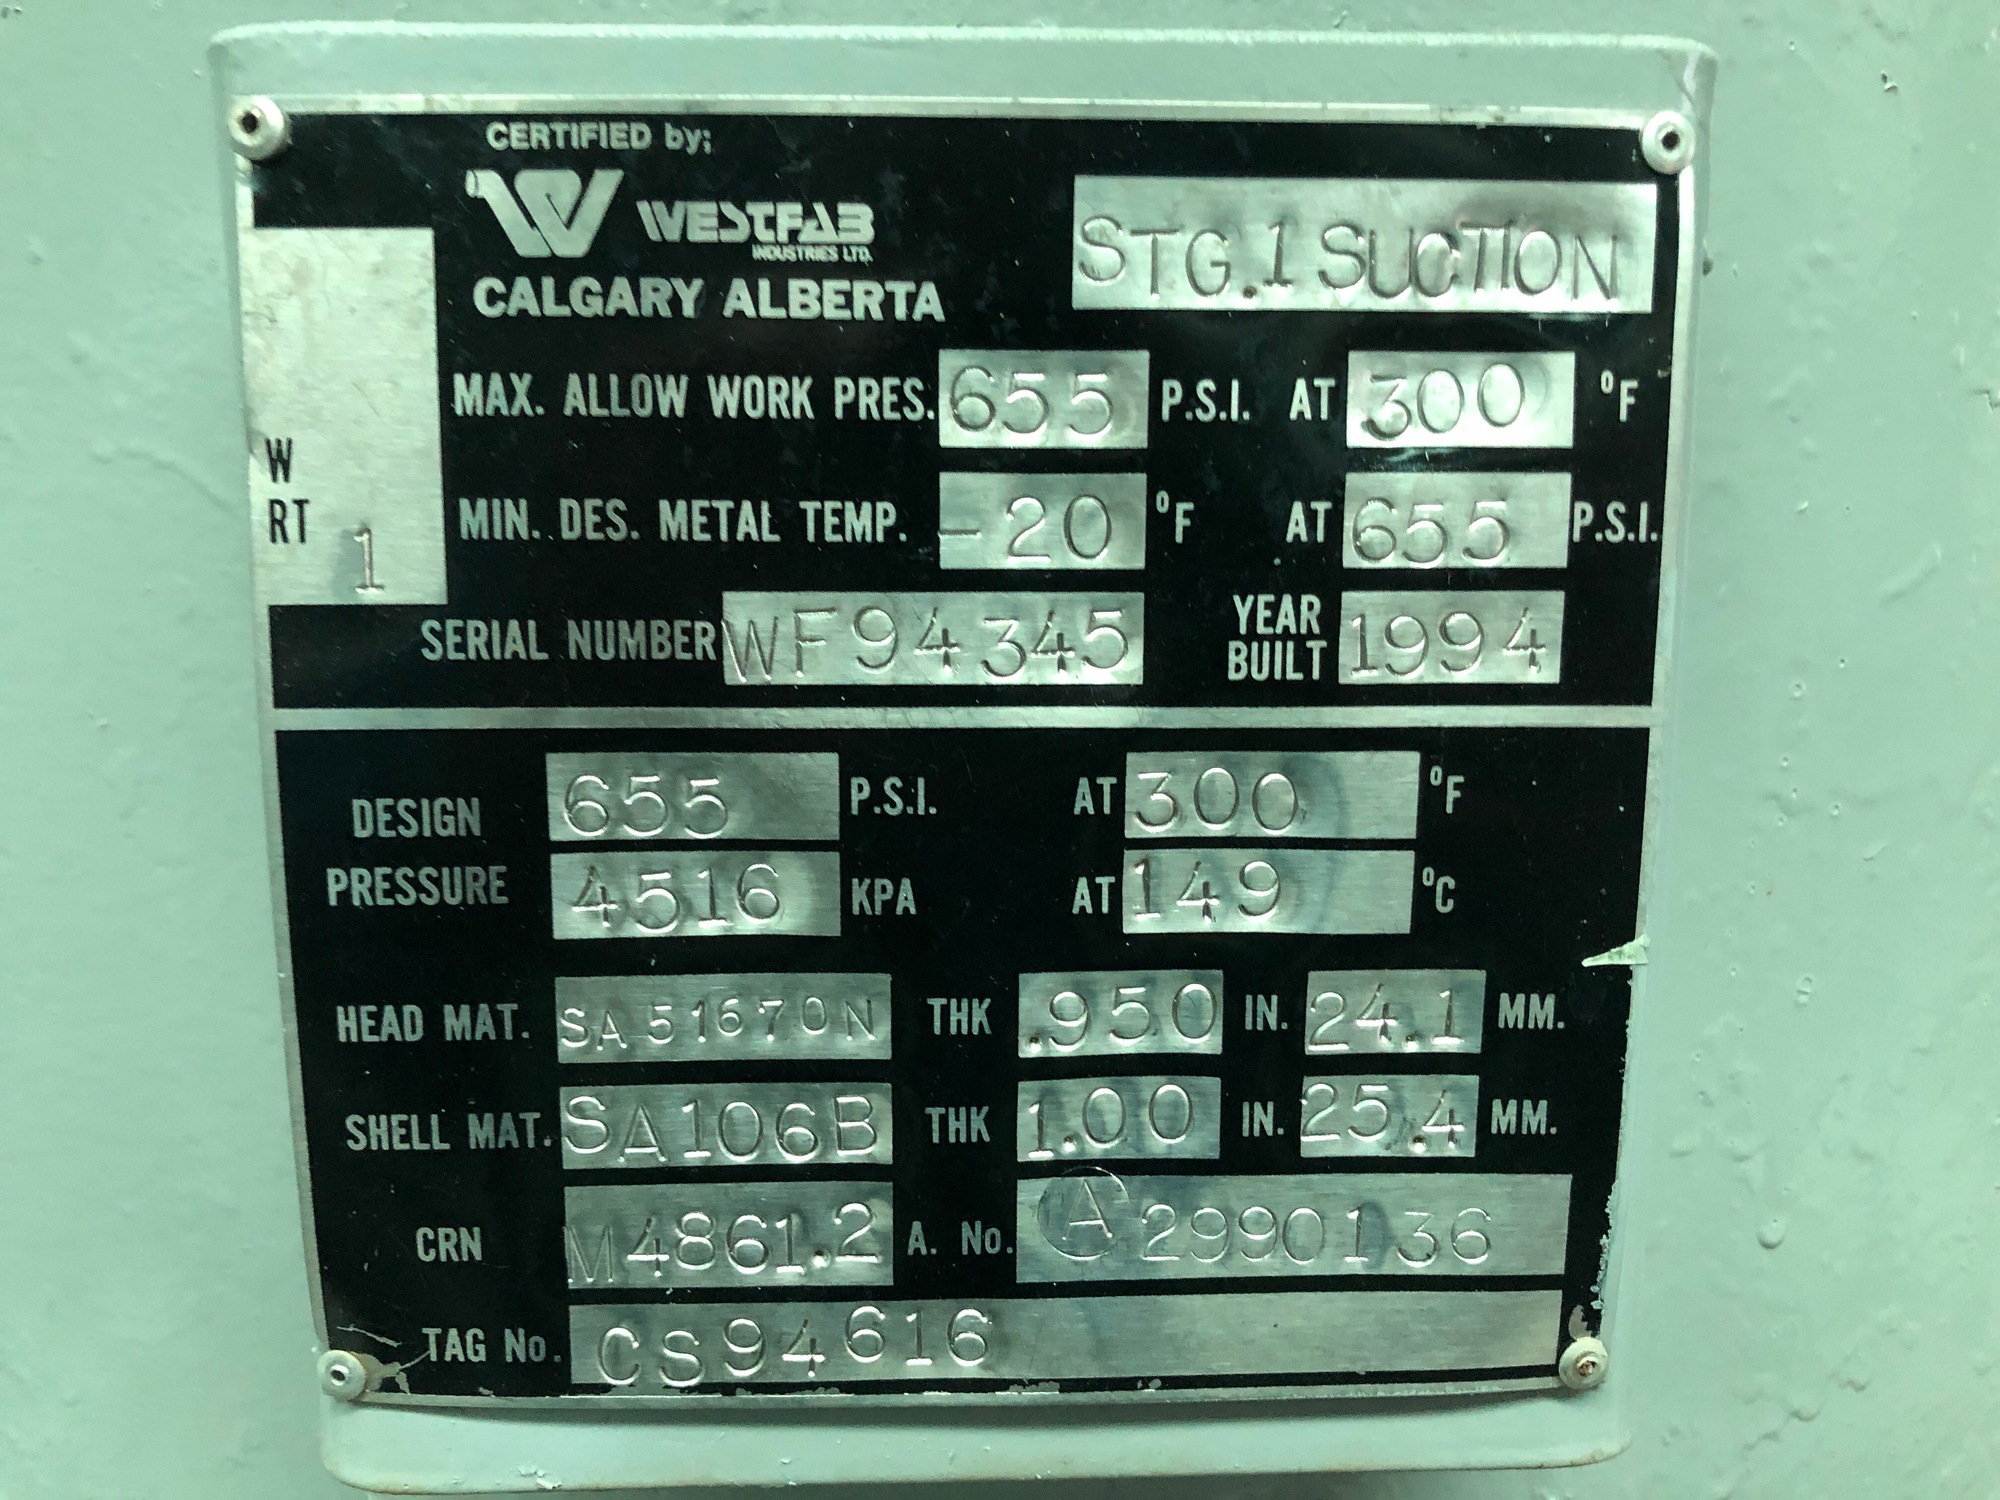 CERTIFIED by;
W WESTFAB
INDUSTRIES LTD.
CALGARY ALBERTA
STG.1 SUCTION
W
RT 1
MAX. ALLOW WORK PRES. 655 P.S.I. AT 300 °F
MIN. DES. METAL TEMP. -20 °F AT 655 P.S.I.
SERIAL NUMBER WF94345 YEAR BUILT 1994
DESIGN PRESSURE 655 P.S.I. AT 300 °F
4516 KPA AT 149 °C
HEAD MAT. SA51670N THK .950 IN. 24.1 MM.
SHELL MAT. SA106B THK 1.00 IN. 25.4 MM.
CRN M4861.2 A. No. A 2990136
TAG No. CS94616